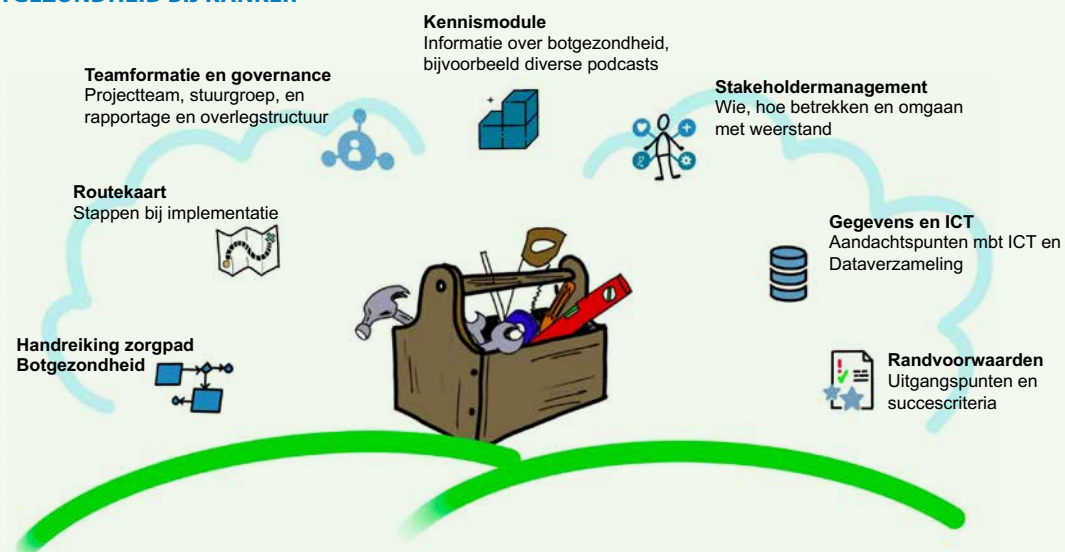 Kennismodule
Informatie over botgezondheid,
bijvoorbeeld diverse podcasts
Teamformatie en governance
Projectteam, stuurgroep, en
rapportage en overlegstructuur
Stakeholdermanagement
Wie, hoe betrekken en omgaan
met weerstand
Routekaart
Stappen bij implementatie
Gegevens en ICT
Aandachtspunten mbt ICT en
Dataverzameling
Handreiking zorgpad
Botgezondheid
Randvoorwaarden
Uitgangspunten en
succescriteria